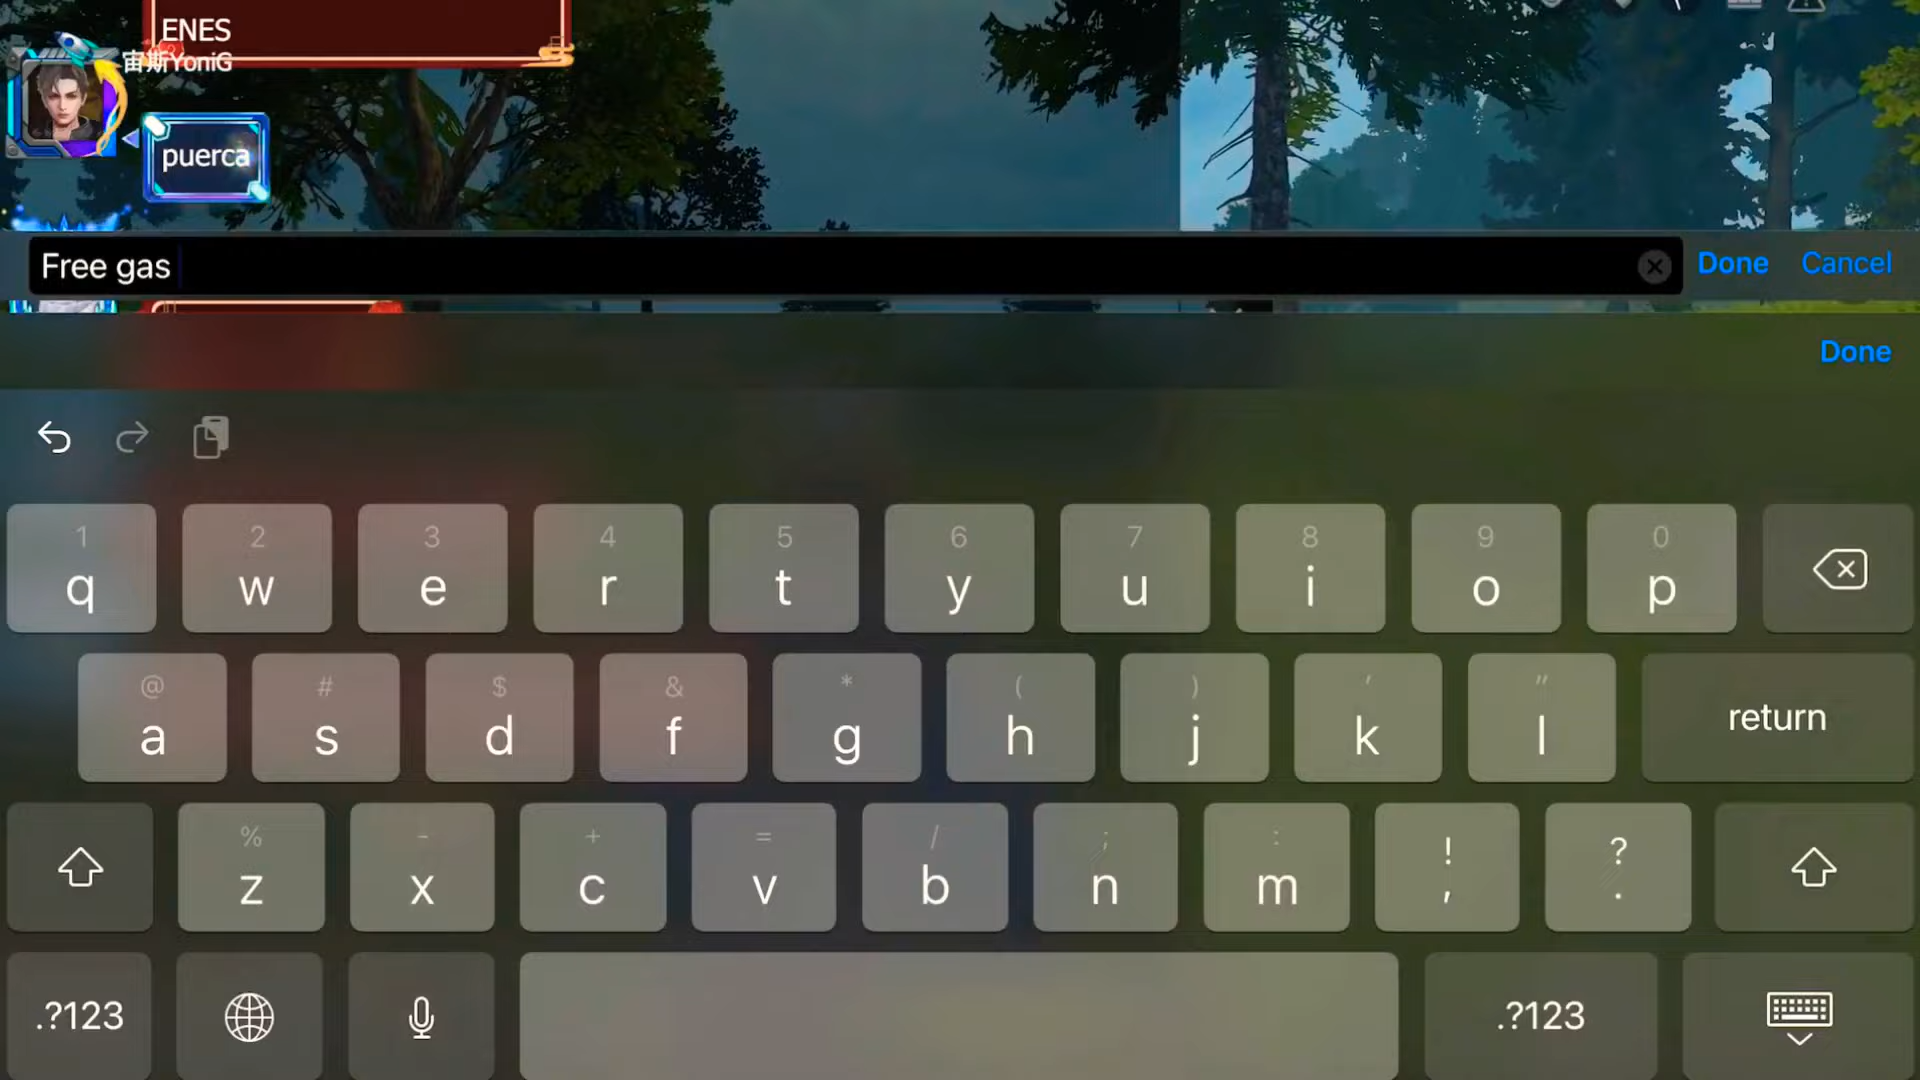 ENES
宙斯YoniG
puerca
Free gas
Done
Cancel
Done
1 2 3 4 5 6 7 8 9 0
q w e r t y u i o p
@ # $ & * ( ) ' "
a s d f g h j k l return
% - + = / ; : ! ?
z x c v b n m , .
.?123 .?123